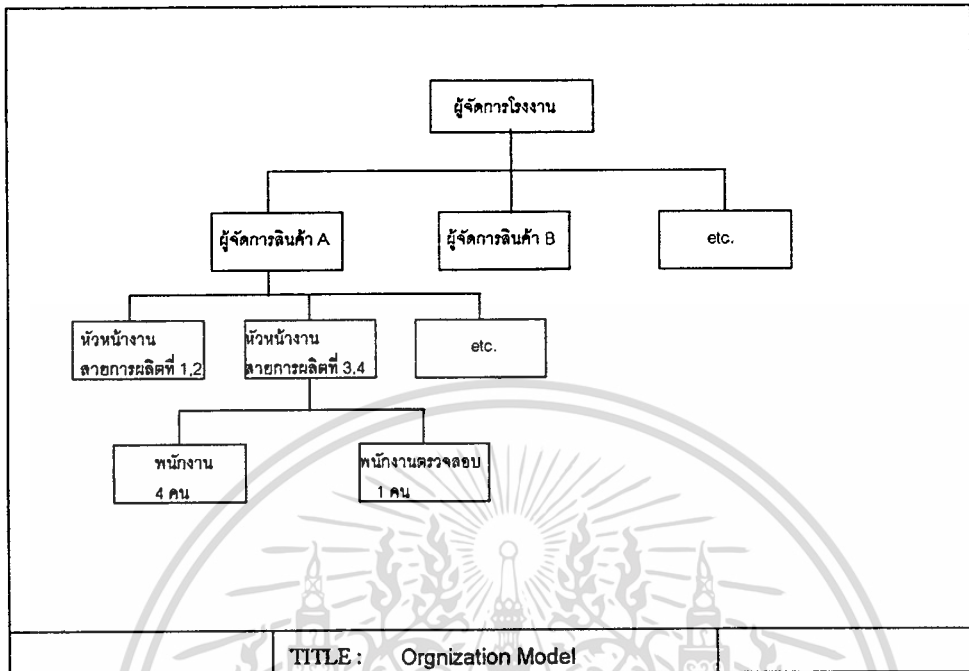 ผู้จัดการโรงงาน
ผู้จัดการสินค้า A
ผู้จัดการสินค้า B
etc.
หัวหน้างาน
สายการผลิตที่ 1,2
หัวหน้างาน
สายการผลิตที่ 3,4
etc.
พนักงาน
4 คน
พนักงานตรวจสอบ
1 คน
TITLE : Orgnization Model